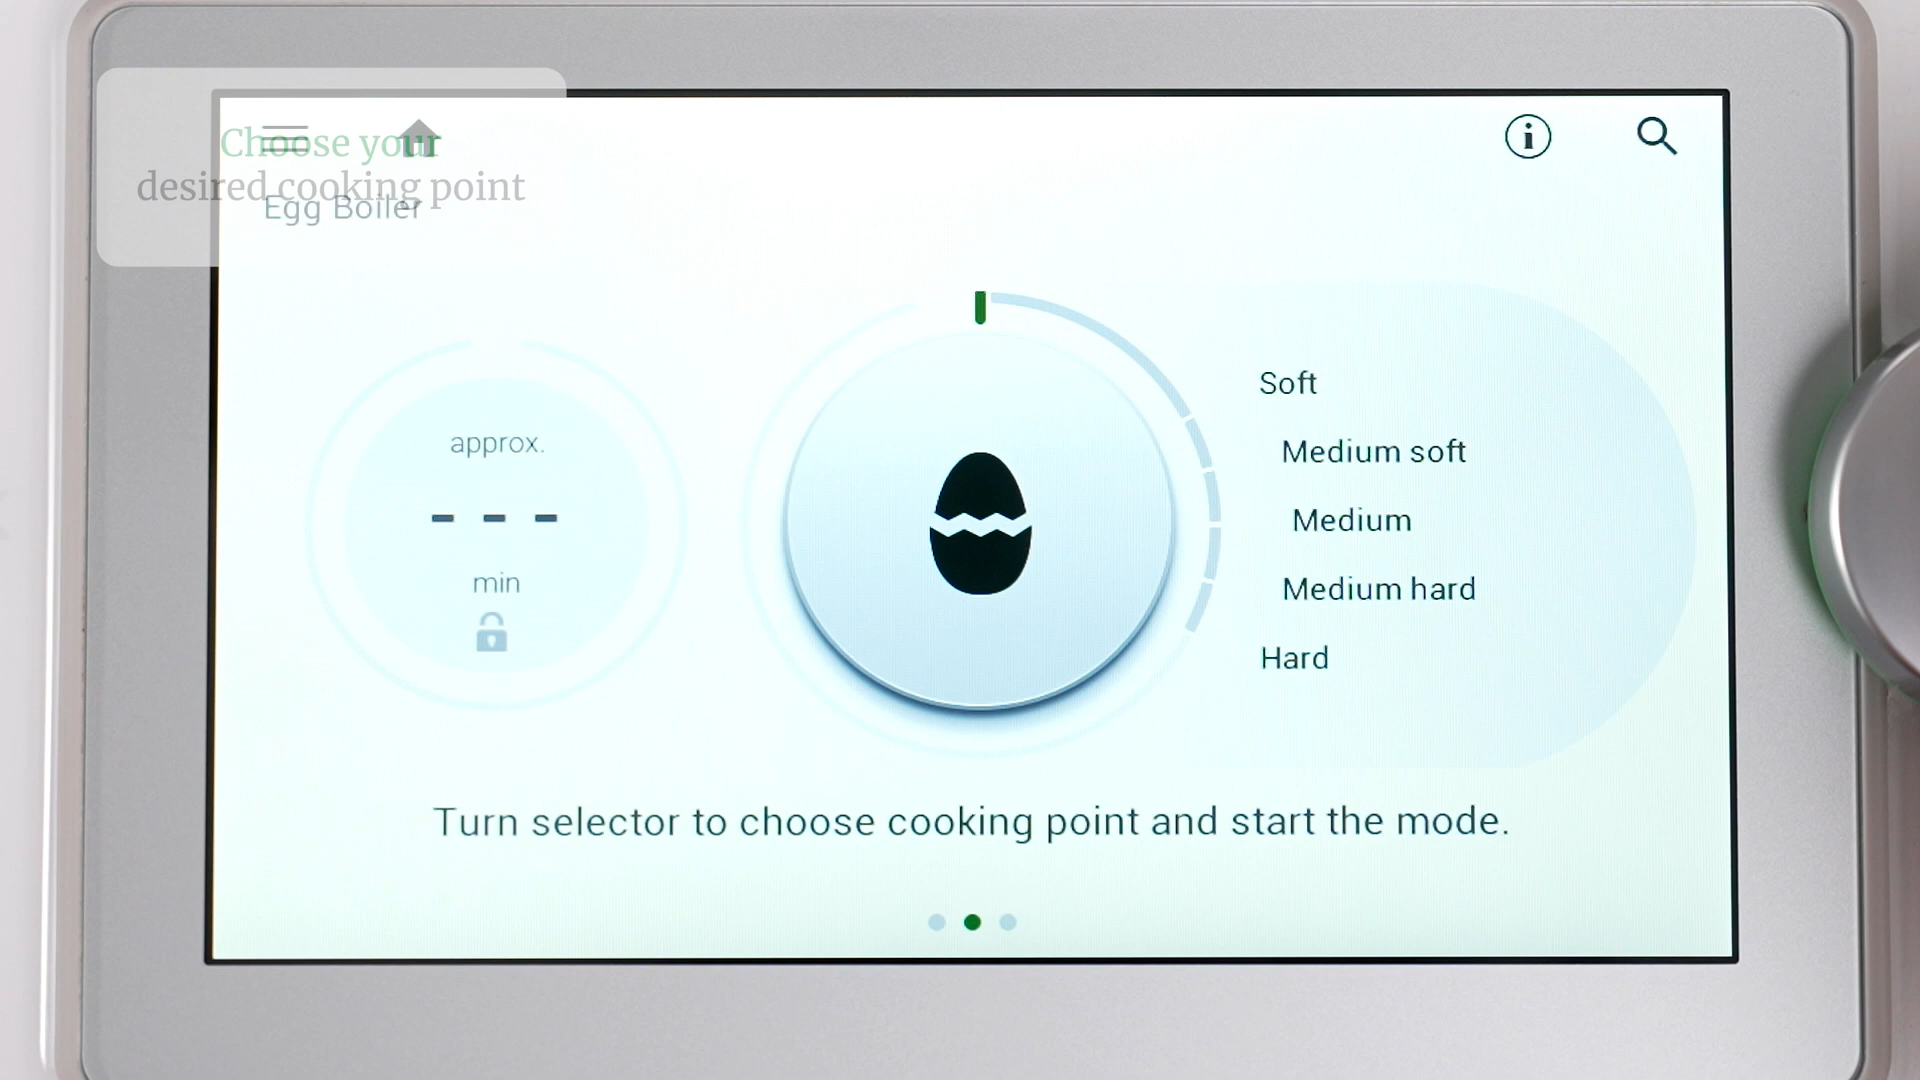 Choose your
desired cooking point
Egg Boiler
approx.
- - -
min
Soft
Medium soft
Medium
Medium hard
Hard
Turn selector to choose cooking point and start the mode.